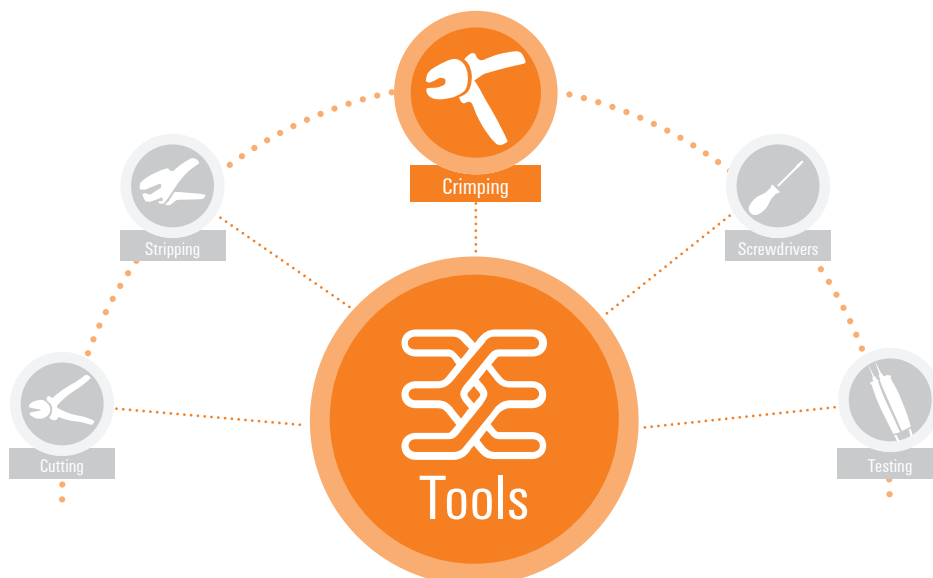 Crimping
Stripping
Screwdrivers
Cutting
Testing
Tools